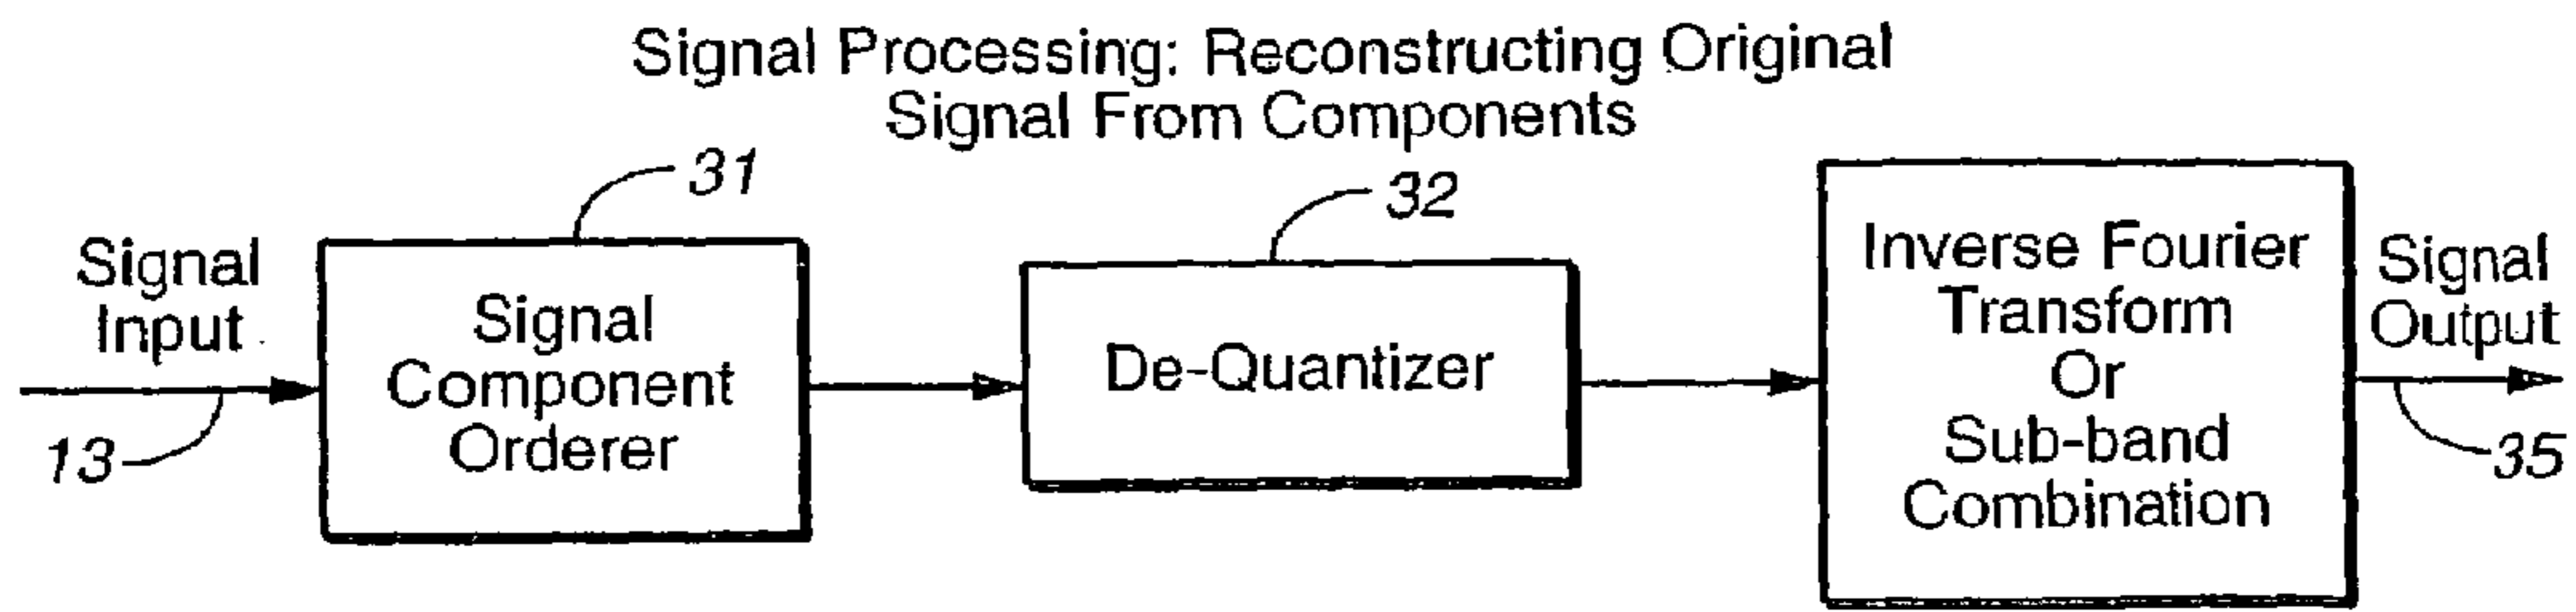 Signal Processing: Reconstructing Original
Signal From Components
31
32
Signal
Input
13
Signal
Component
Orderer
De-Quantizer
Inverse Fourier
Transform
Or
Sub-band
Combination
Signal
Output
35